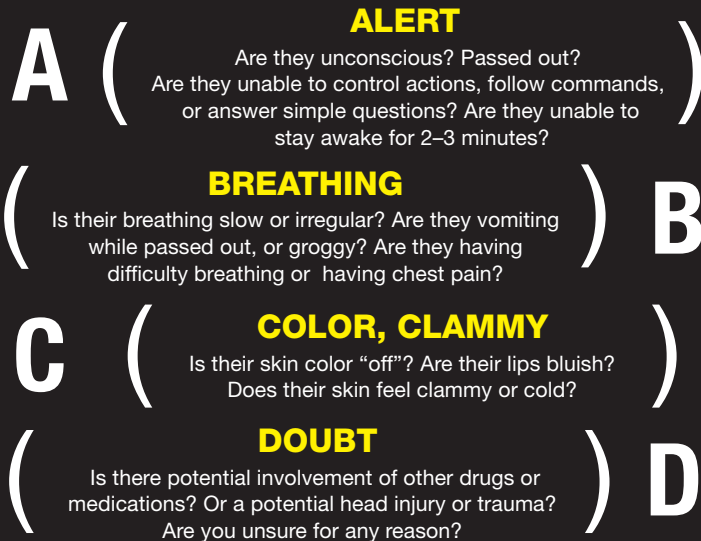 A
ALERT
Are they unconscious? Passed out?
Are they unable to control actions, follow commands,
or answer simple questions? Are they unable to
stay awake for 2–3 minutes?
BREATHING
Is their breathing slow or irregular? Are they vomiting
while passed out, or groggy? Are they having
difficulty breathing or having chest pain?
B
C
COLOR, CLAMMY
Is their skin color “off”? Are their lips bluish?
Does their skin feel clammy or cold?
DOUBT
Is there potential involvement of other drugs or
medications? Or a potential head injury or trauma?
Are you unsure for any reason?
D